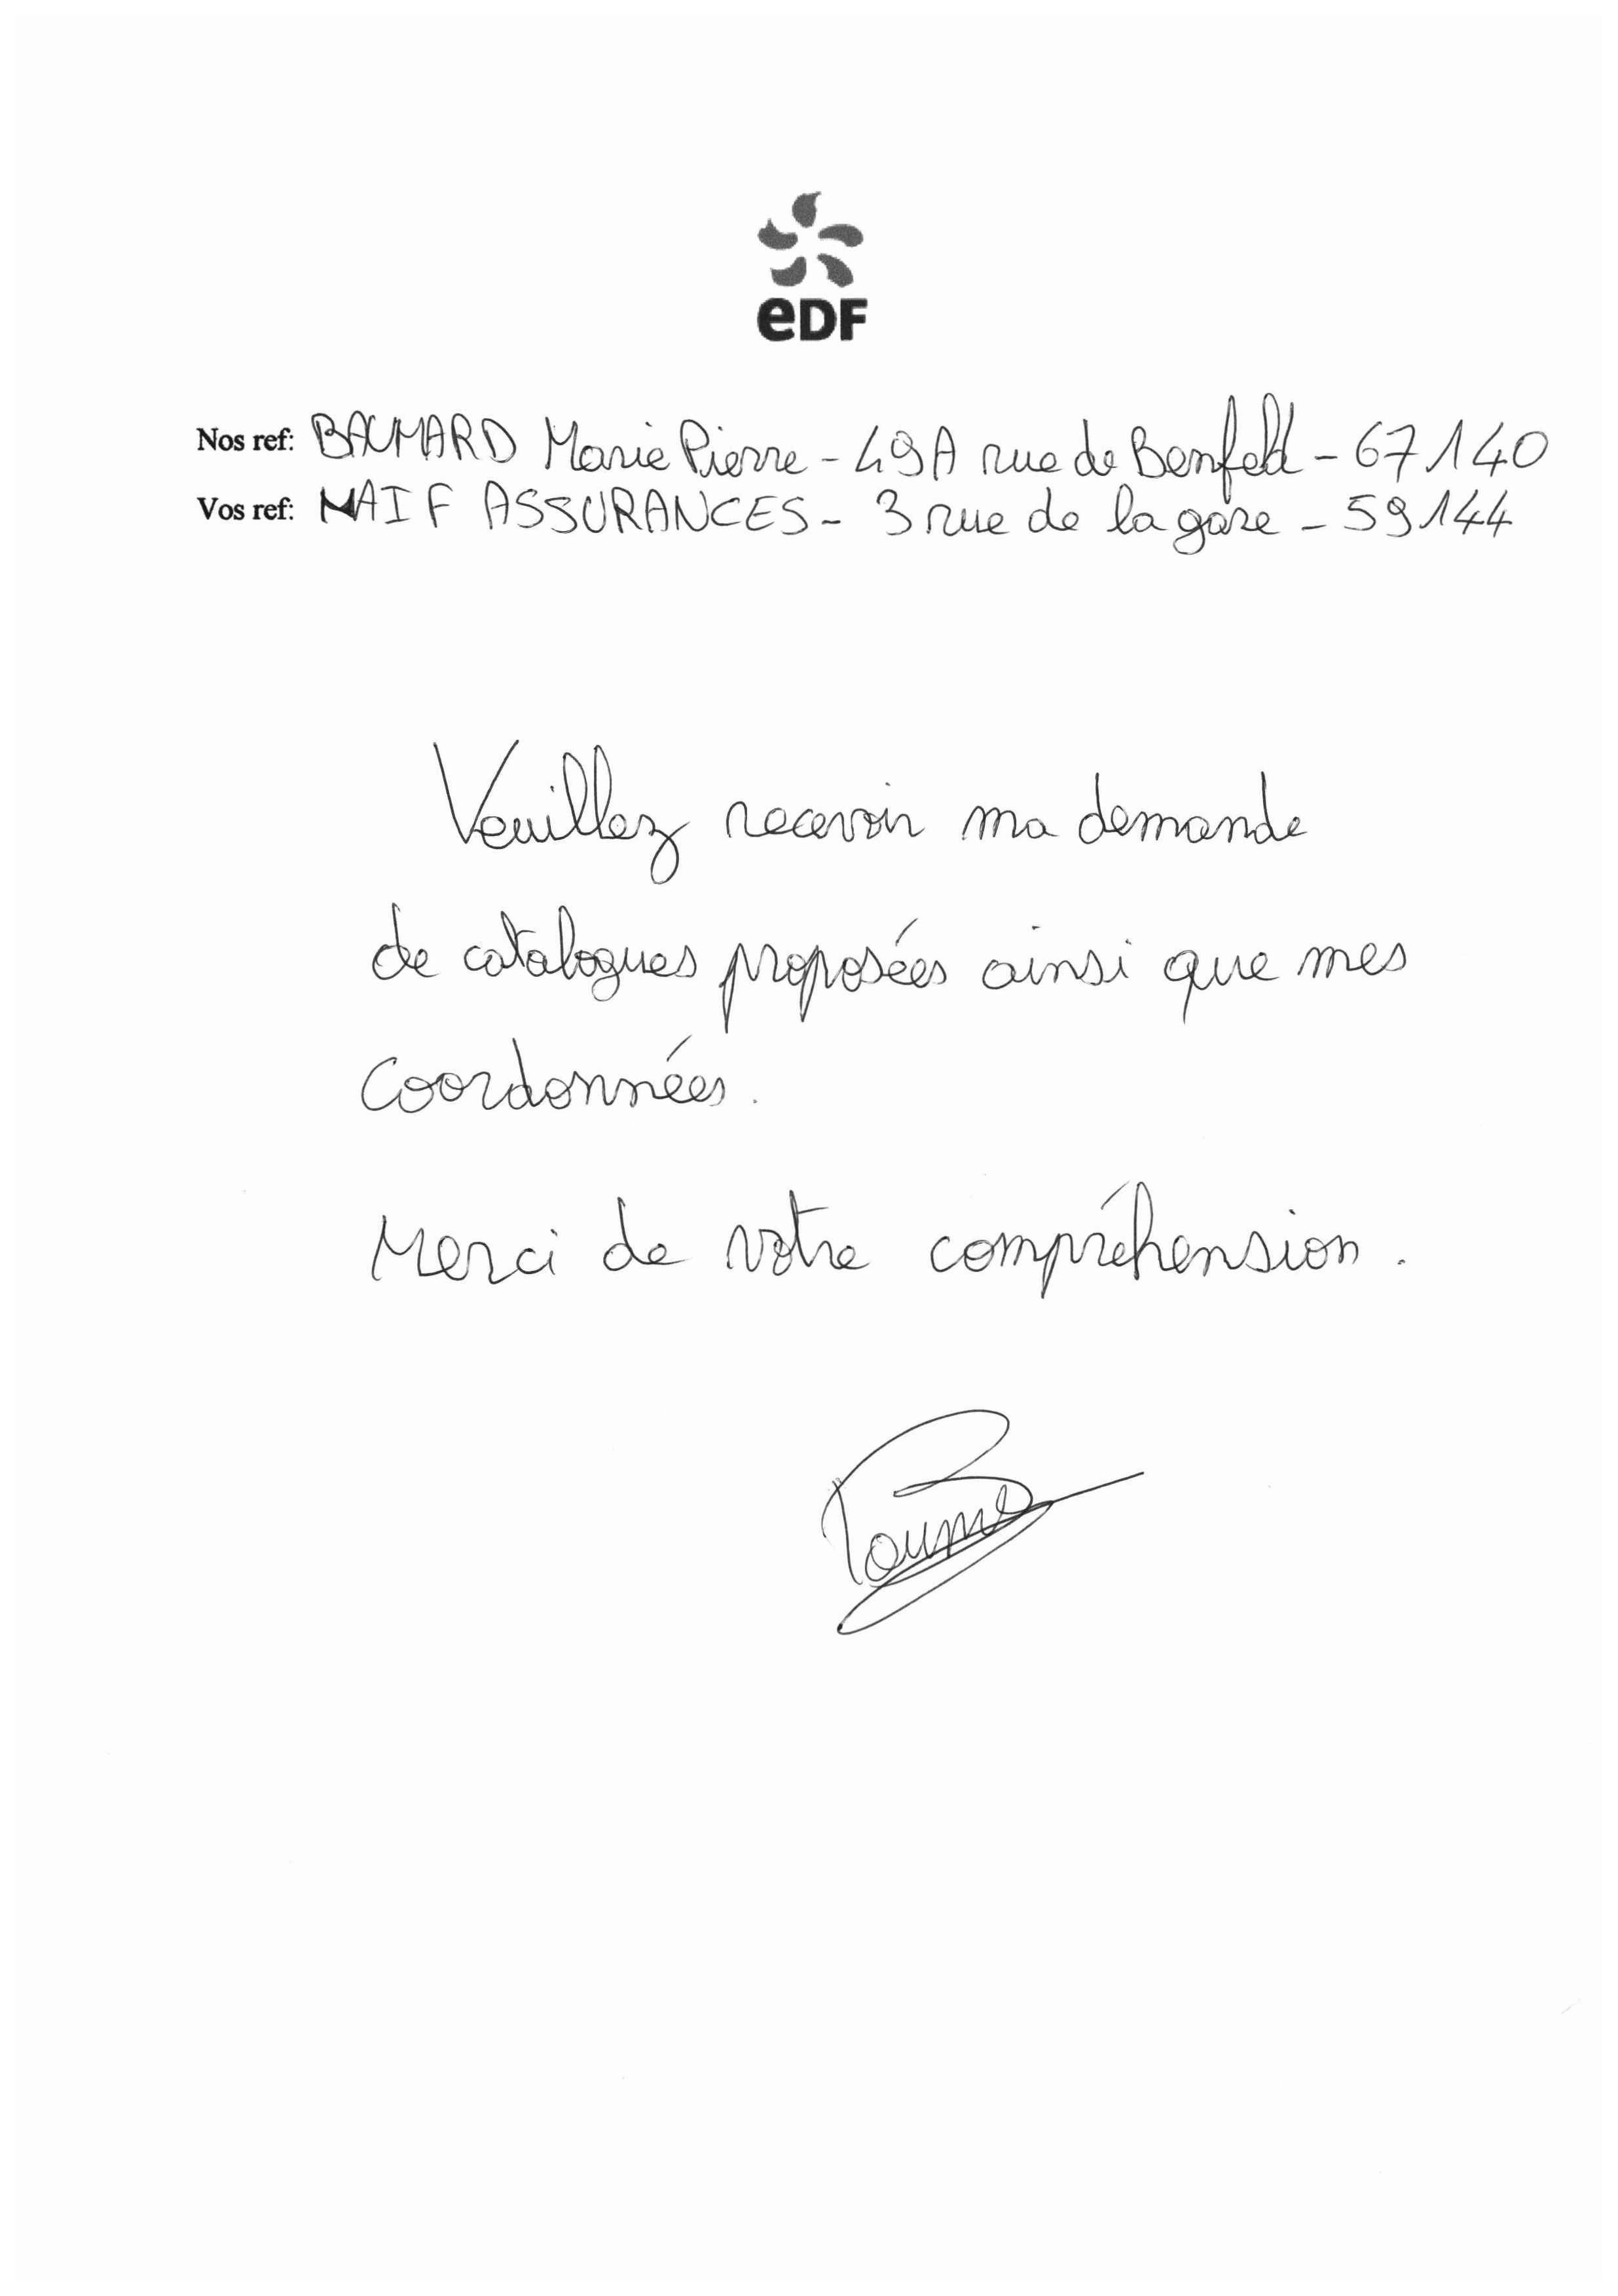 eDF
Nos ref: BAUMARD Marie Pierre - 49A rue de Benfeld - 67140
Vos ref: MAIF ASSURANCES - 3 rue de la gare - 59144
Veuillez recevoir ma demande
de catalogues proposées ainsi que mes
coordonnées.
Merci de votre compréhension.